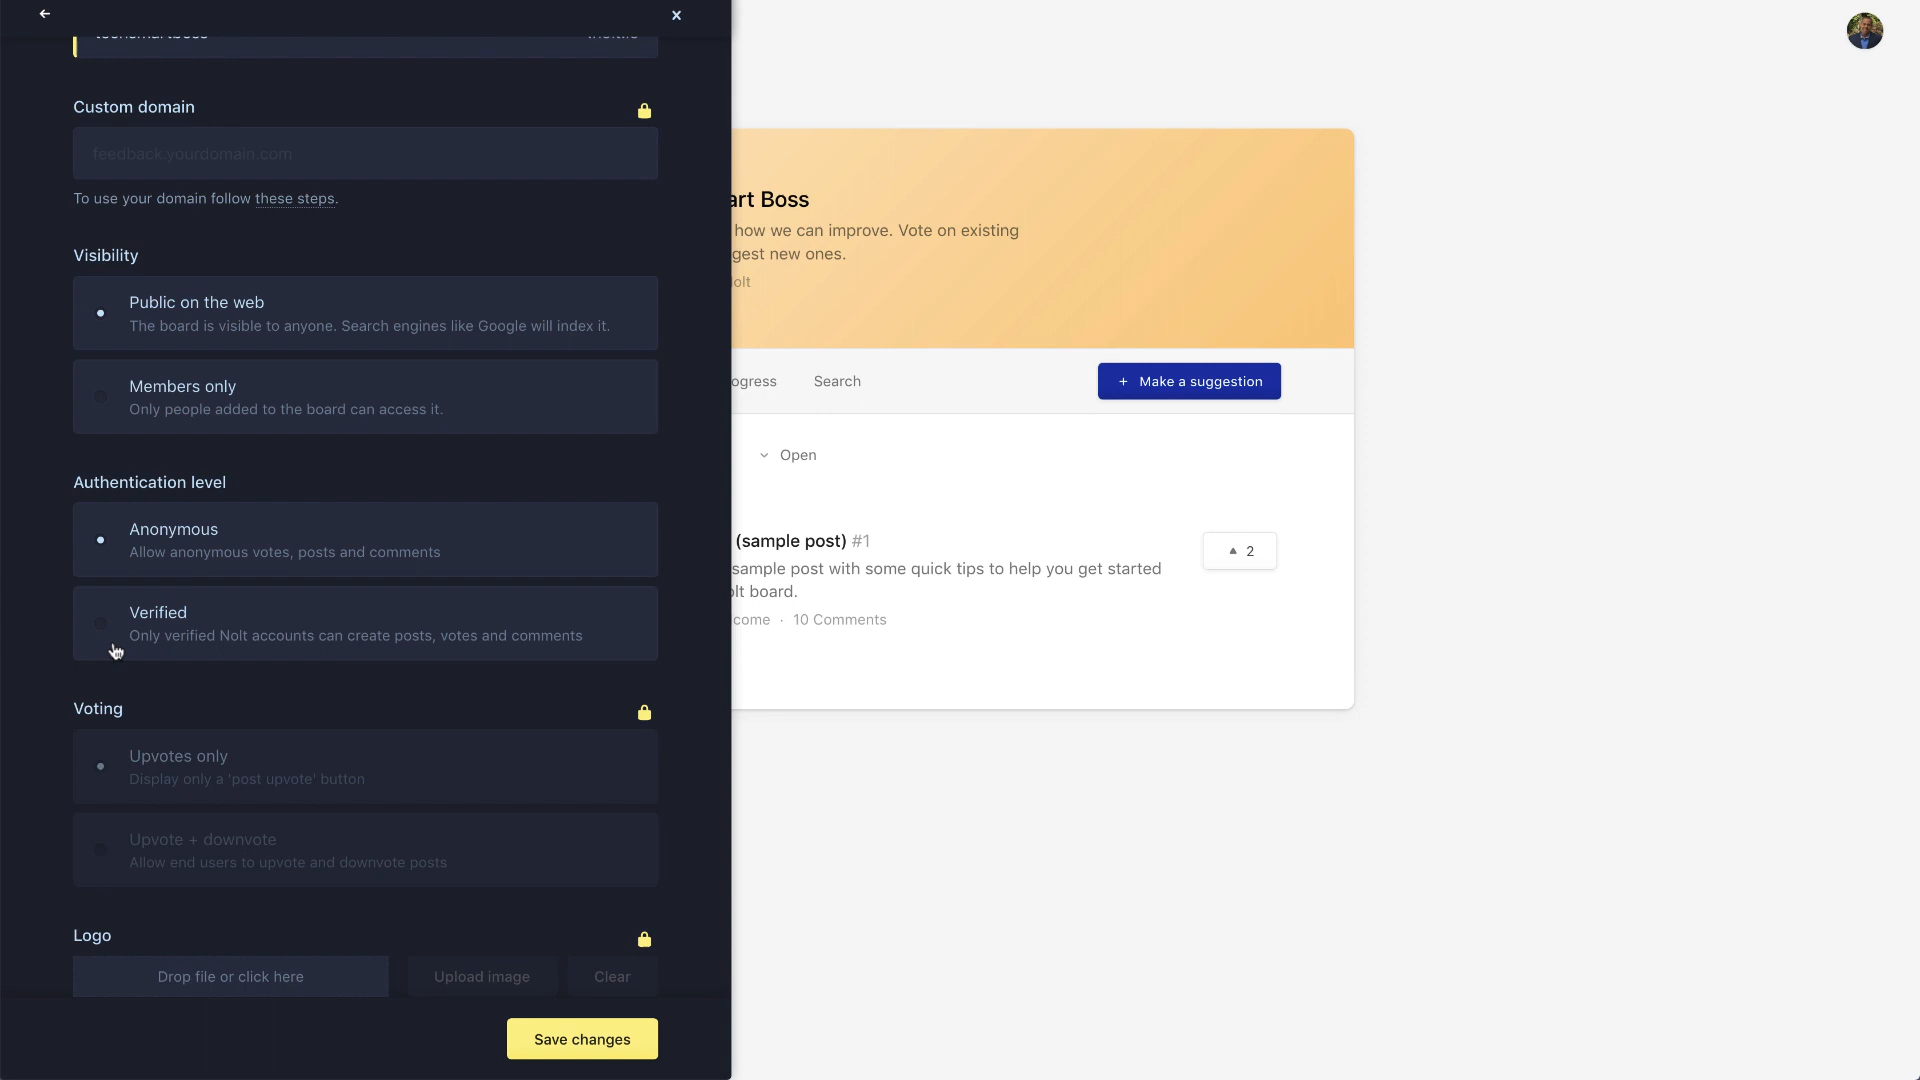 Custom domain
feedback.yourdomain.com
To use your domain follow these steps.
Visibility
Public on the web
The board is visible to anyone. Search engines like Google will index it.
Members only
Only people added to the board can access it.
Authentication level
Anonymous
Allow anonymous votes, posts and comments
Verified
Only verified Nolt accounts can create posts, votes and comments
Voting
Upvotes only
Display only a 'post upvote' button
Upvote + downvote
Allow end users to upvote and downvote posts
Logo
Drop file or click here
Upload image
Clear
Save changes
art Boss
how we can improve. Vote on existing
gest new ones.
olt
ogress
Search
+ Make a suggestion
Open
(sample post) #1
sample post with some quick tips to help you get started
olt board.
come · 10 Comments
2